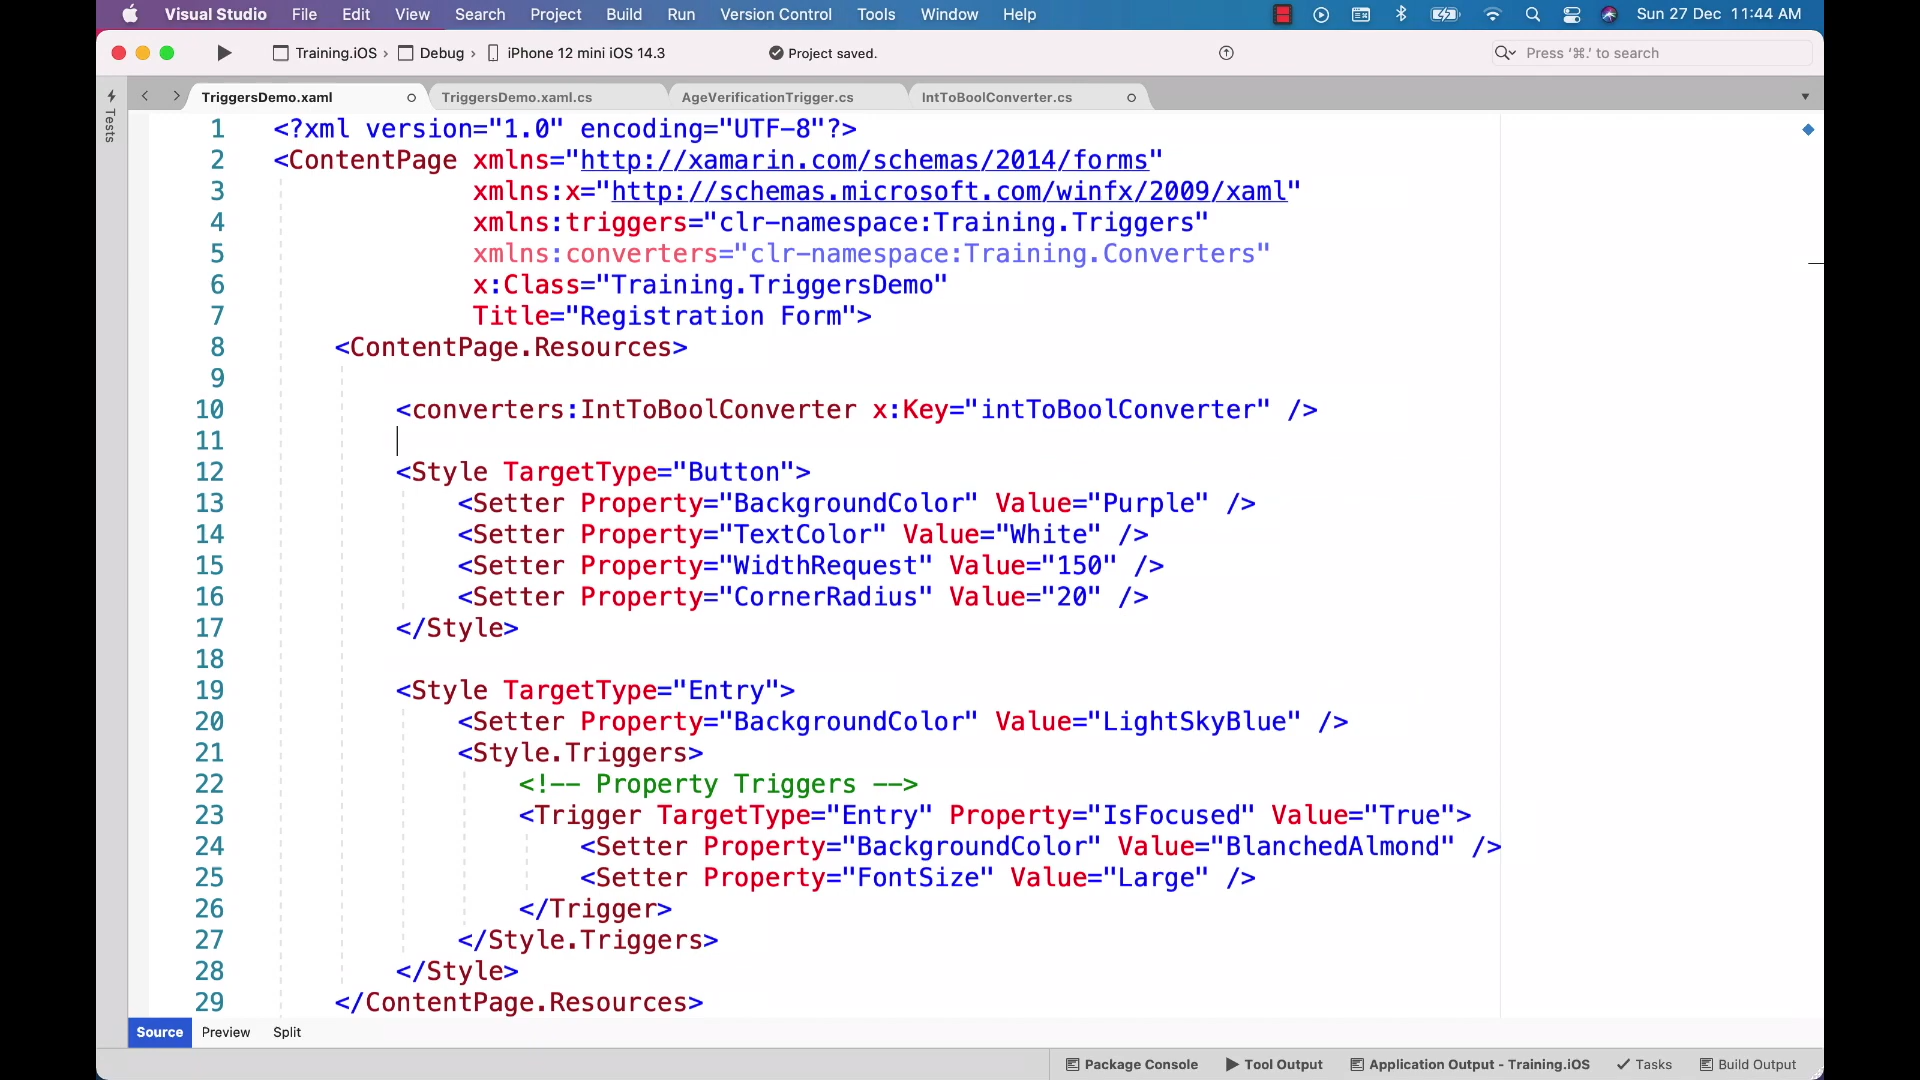 Visual Studio File Edit View Search Project Build Run Version Control Tools Window Help Sun 27 Dec 11:44 AM
Training.iOS › Debug › iPhone 12 mini iOS 14.3 Project saved. Press '⌘.' to search
TriggersDemo.xaml TriggersDemo.xaml.cs AgeVerificationTrigger.cs IntToBoolConverter.cs
Tests
1 <?xml version="1.0" encoding="UTF-8"?>
2 <ContentPage xmlns="http://xamarin.com/schemas/2014/forms"
3 xmlns:x="http://schemas.microsoft.com/winfx/2009/xaml"
4 xmlns:triggers="clr-namespace:Training.Triggers"
5 xmlns:converters="clr-namespace:Training.Converters"
6 x:Class="Training.TriggersDemo"
7 Title="Registration Form">
8 <ContentPage.Resources>
9
10 <converters:IntToBoolConverter x:Key="intToBoolConverter" />
11
12 <Style TargetType="Button">
13 <Setter Property="BackgroundColor" Value="Purple" />
14 <Setter Property="TextColor" Value="White" />
15 <Setter Property="WidthRequest" Value="150" />
16 <Setter Property="CornerRadius" Value="20" />
17 </Style>
18
19 <Style TargetType="Entry">
20 <Setter Property="BackgroundColor" Value="LightSkyBlue" />
21 <Style.Triggers>
22 <!-- Property Triggers -->
23 <Trigger TargetType="Entry" Property="IsFocused" Value="True">
24 <Setter Property="BackgroundColor" Value="BlanchedAlmond" />
25 <Setter Property="FontSize" Value="Large" />
26 </Trigger>
27 </Style.Triggers>
28 </Style>
29 </ContentPage.Resources>
Source Preview Split
Package Console Tool Output Application Output - Training.iOS Tasks Build Output